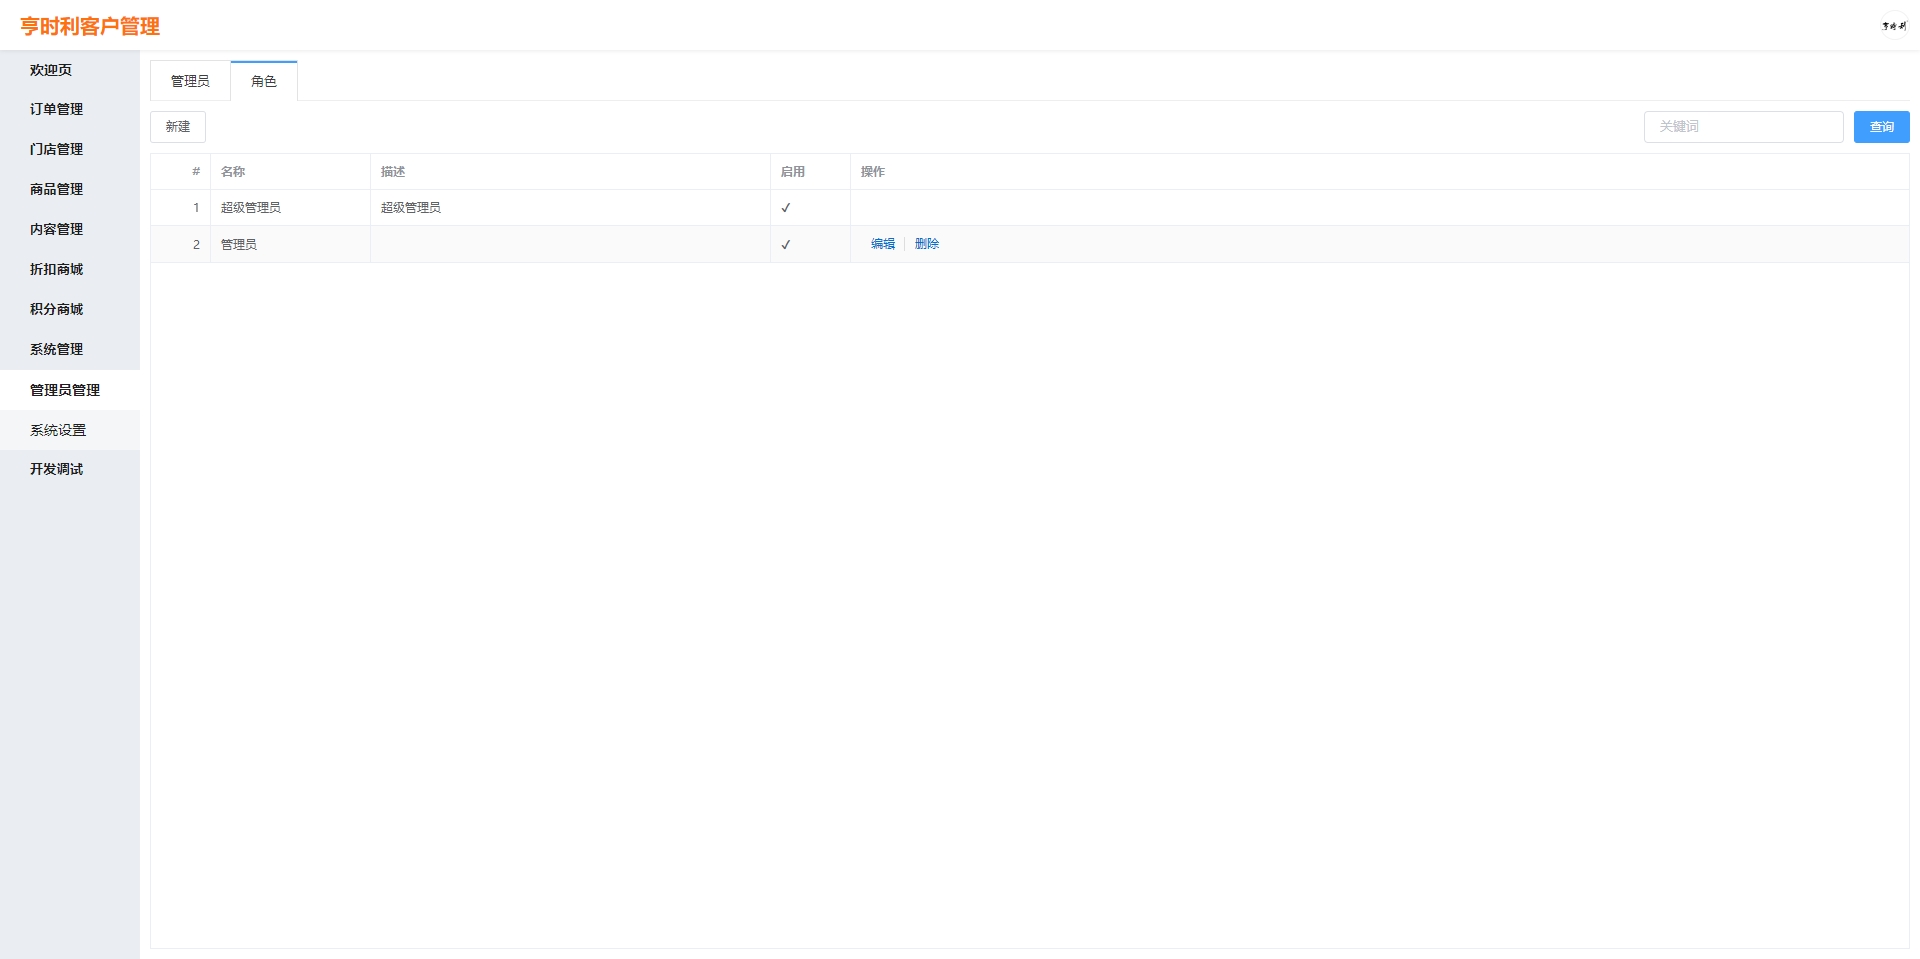 亨时利客户管理
亨时利
欢迎页
订单管理
门店管理
商品管理
内容管理
折扣商城
积分商城
系统管理
管理员管理
系统设置
开发调试
管理员 角色
新建 关键词 查询
# 名称 描述 启用 操作
1 超级管理员 超级管理员 ✓
2 管理员 ✓ 编辑 删除